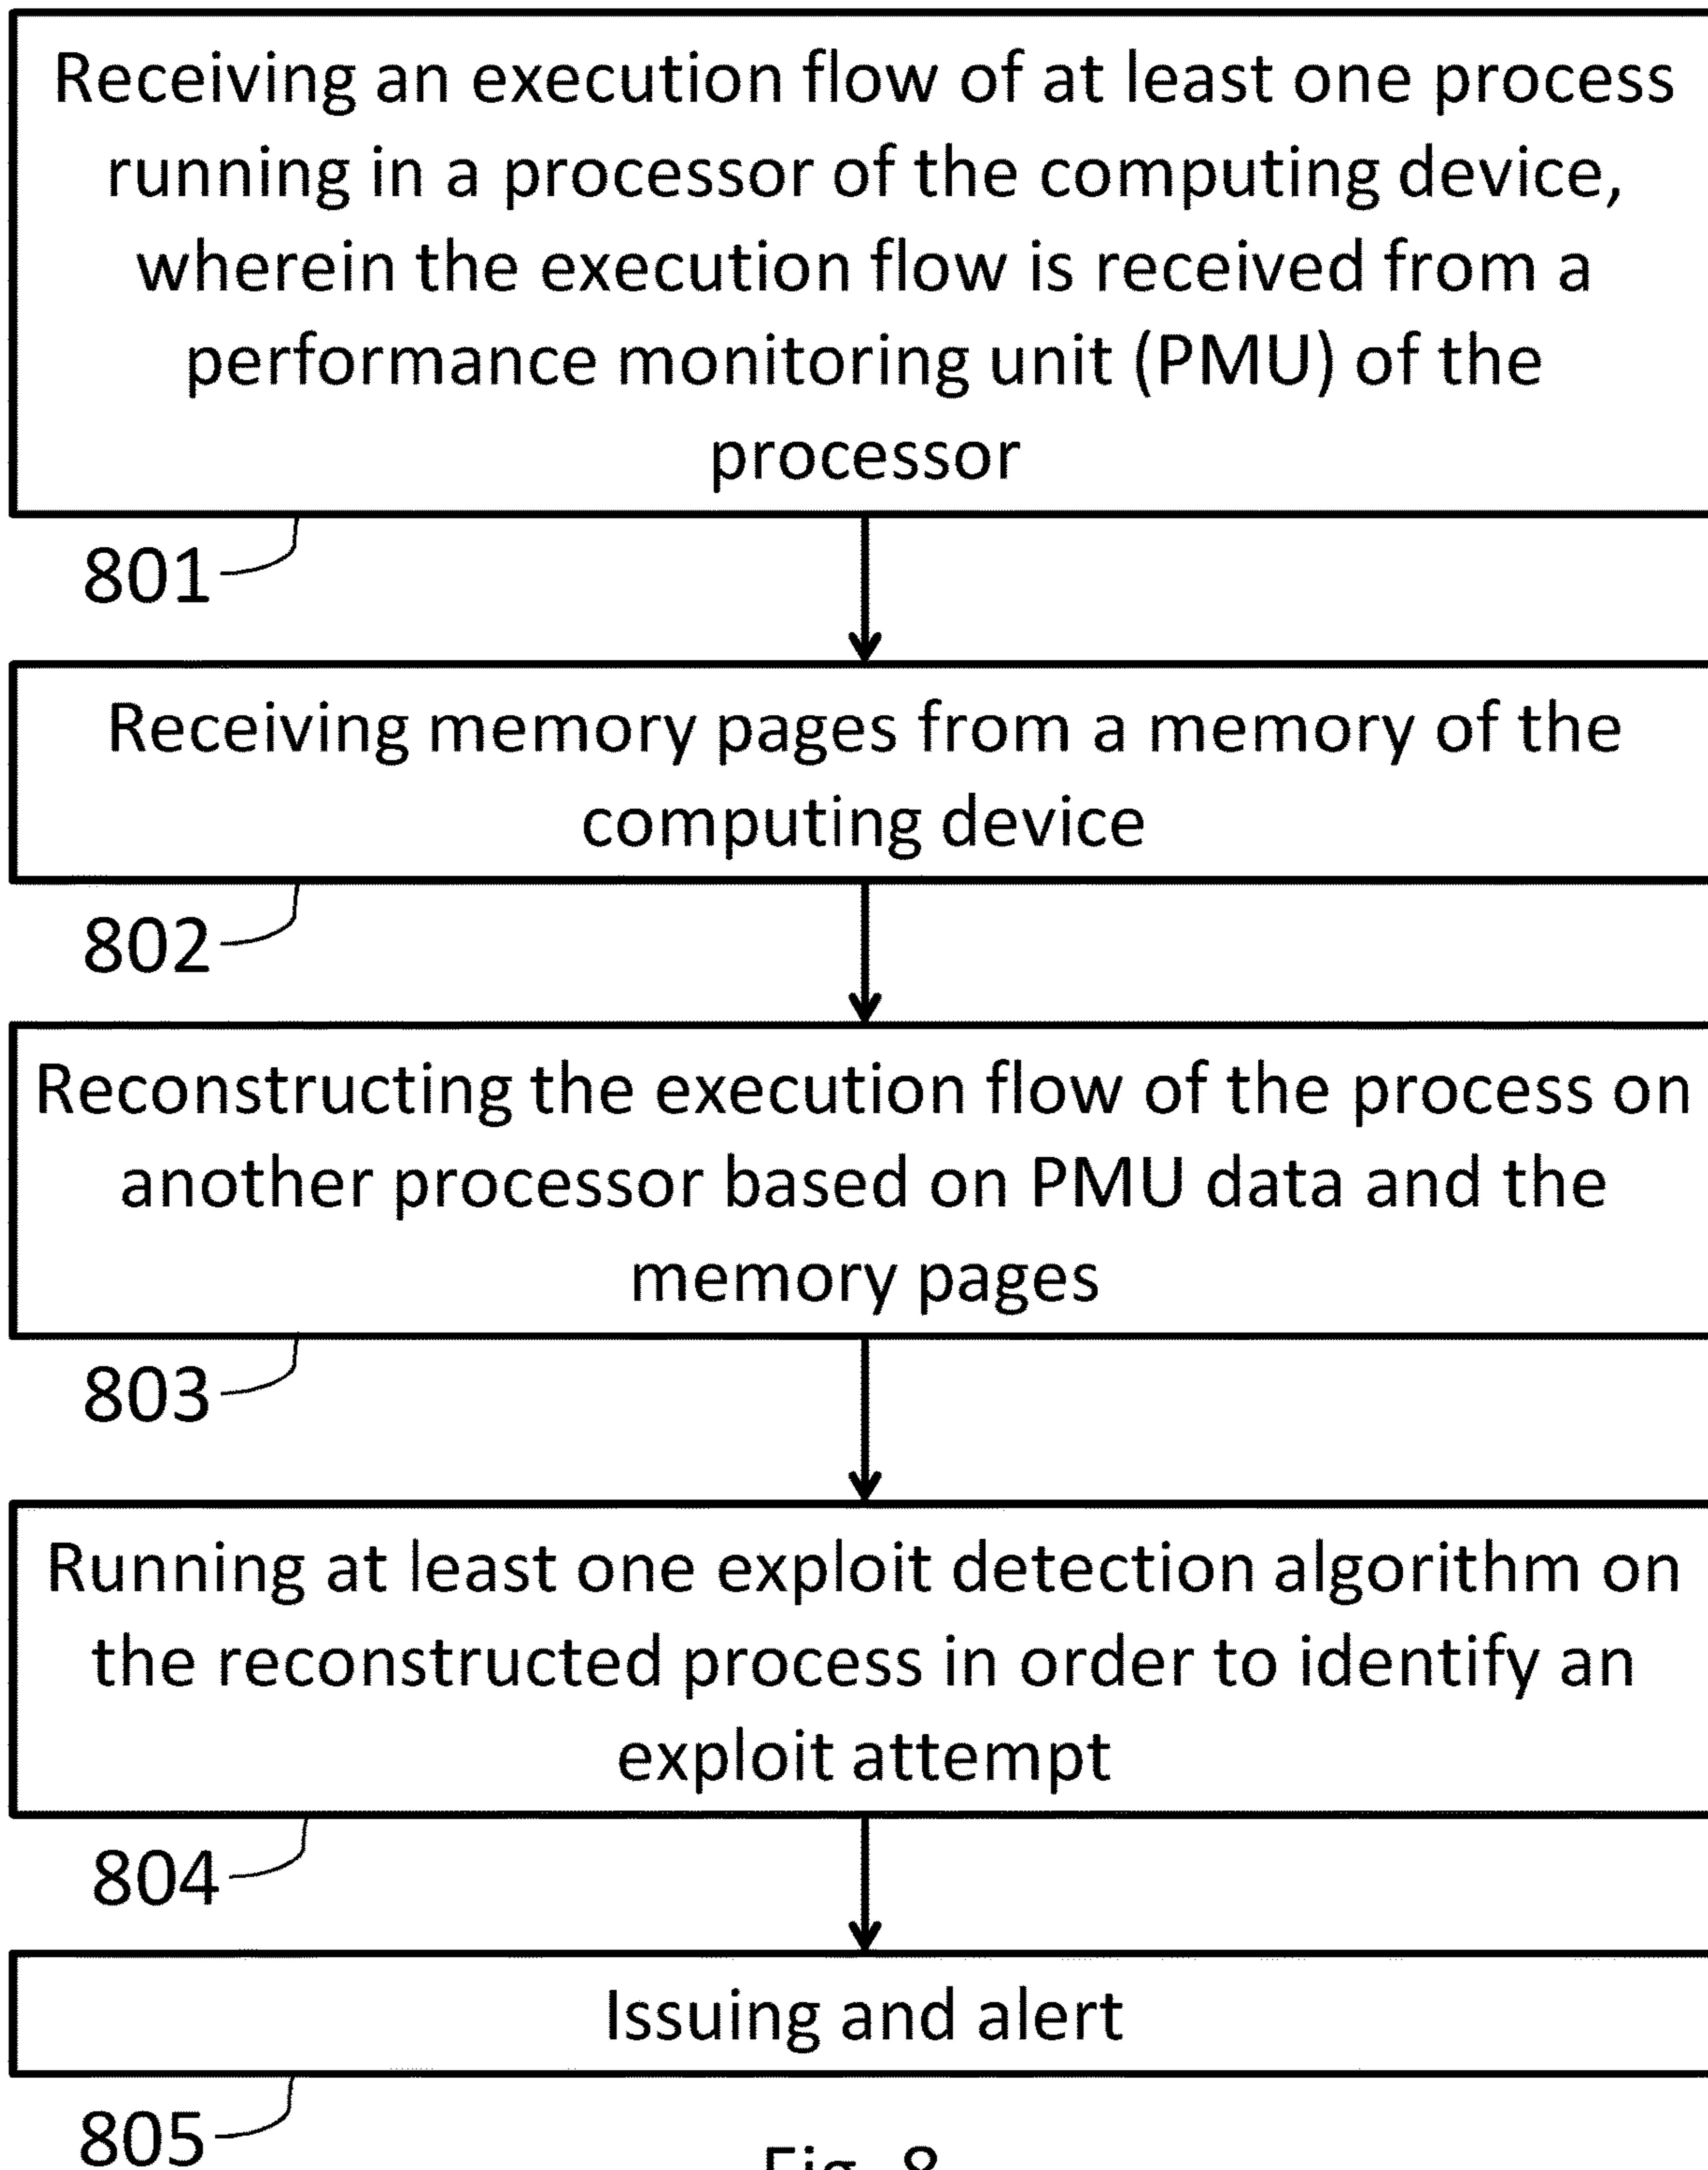 Receiving an execution flow of at least one process
running in a processor of the computing device,
wherein the execution flow is received from a
performance monitoring unit (PMU) of the
processor
801
Receiving memory pages from a memory of the
computing device
802
Reconstructing the execution flow of the process on
another processor based on PMU data and the
memory pages
803
Running at least one exploit detection algorithm on
the reconstructed process in order to identify an
exploit attempt
804
Issuing and alert
805
Fig. 8